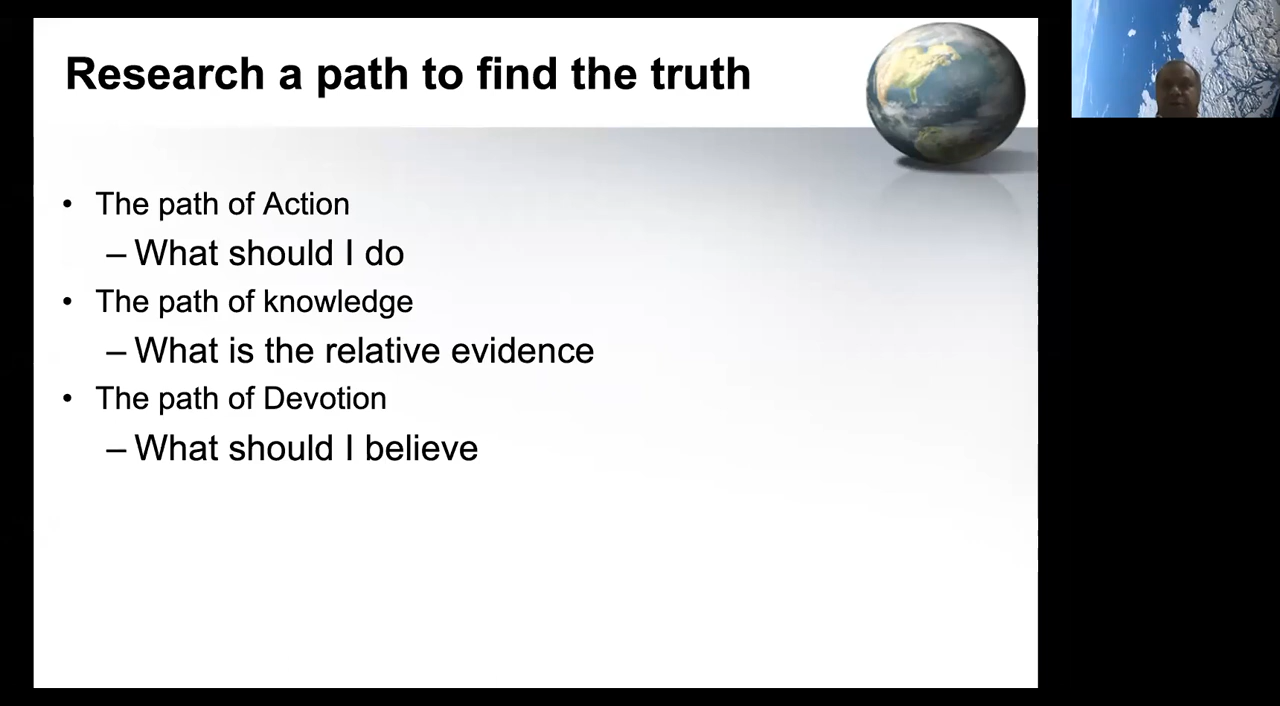 Research a path to find the truth
• The path of Action
– What should I do
• The path of knowledge
– What is the relative evidence
• The path of Devotion
– What should I believe